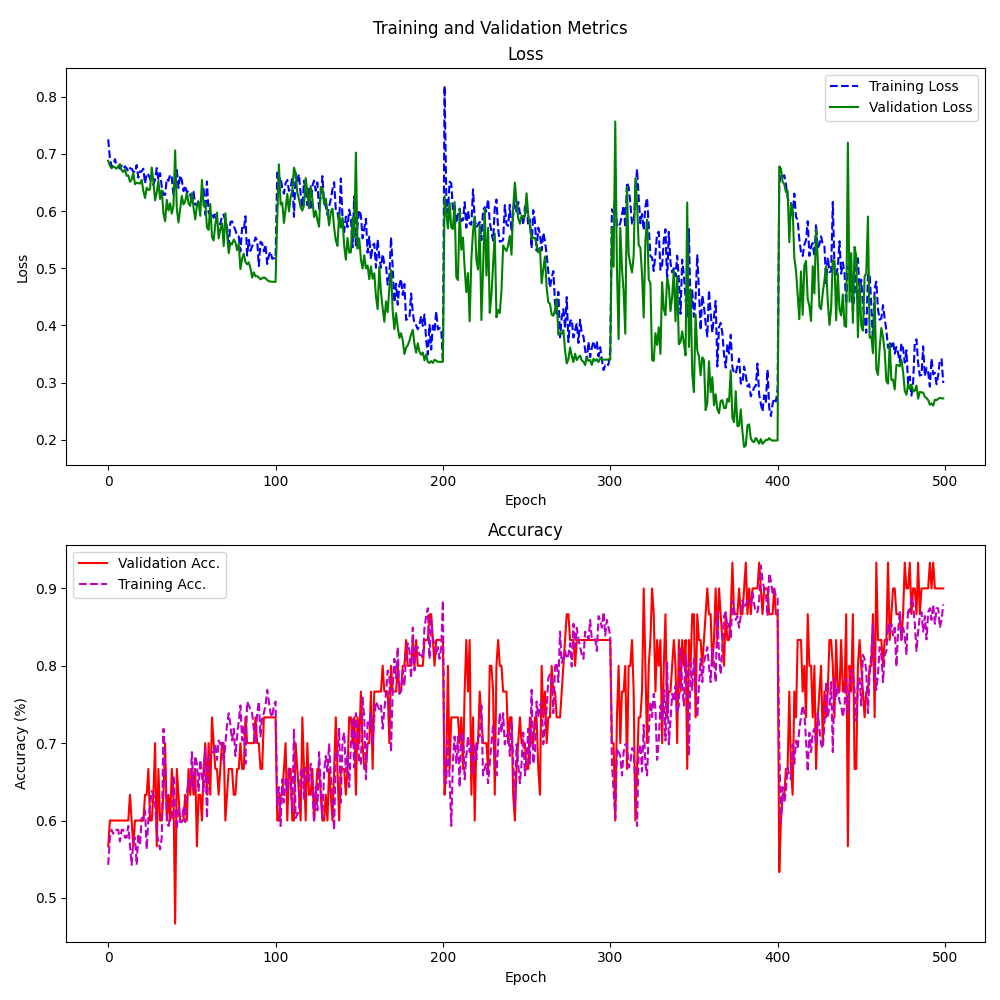 Training and Validation Metrics
Loss
Training Loss
Validation Loss
0.8
0.7
0.6
0.5
0.4
0.3
0.2
Loss
0 100 200 300 400 500
Epoch
Accuracy
Validation Acc.
Training Acc.
0.9
0.8
0.7
0.6
0.5
Accuracy (%)
0 100 200 300 400 500
Epoch